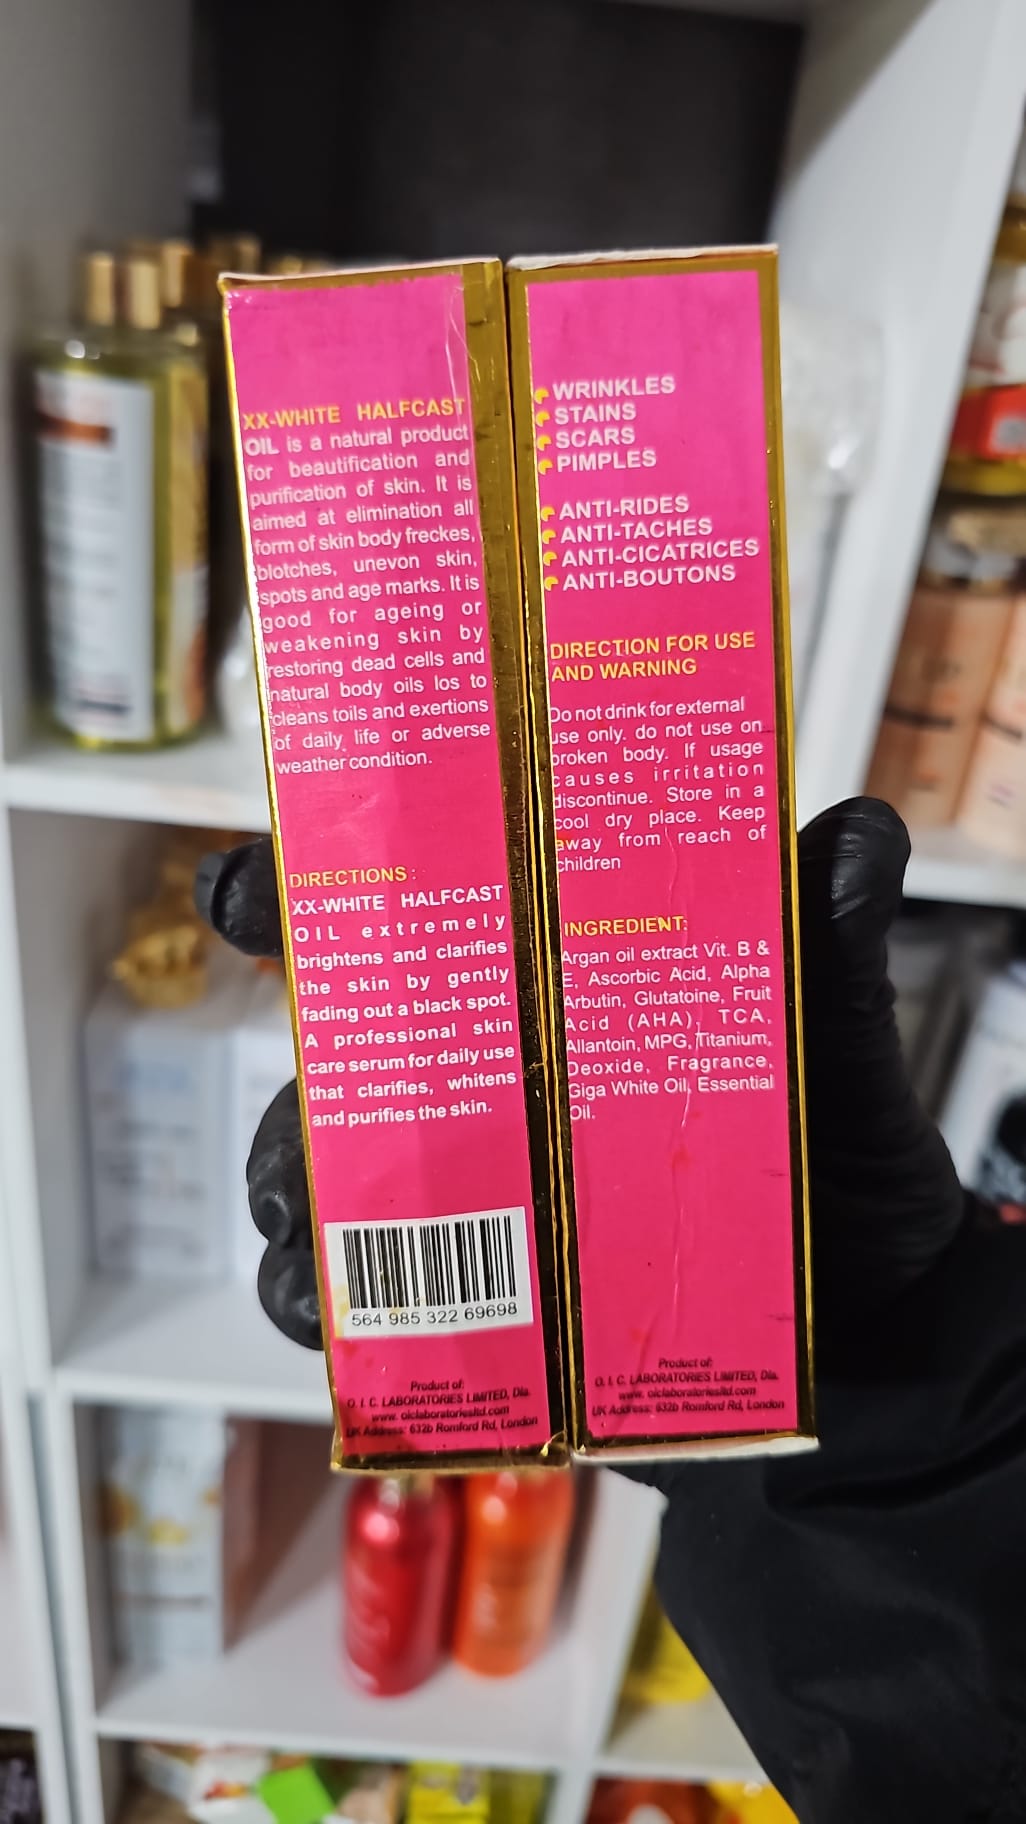 XX-WHITE HALFCAST
OIL is a natural product
for beautification and
purification of skin. It is
aimed at elimination all
form of skin body freckes,
blotches, unevon skin,
spots and age marks. It is
good for ageing or
weakening skin by
restoring dead cells and
natural body oils los to
cleans toils and exertions
of daily life or adverse
weather condition.
DIRECTIONS:
XX-WHITE HALFCAST
OIL extremely
brightens and clarifies
the skin by gently
fading out a black spot.
A professional skin
care serum for daily use
that clarifies, whitens
and purifies the skin.
564 985 322 69698
Product of:
O. I. C. LABORATORIES LIMITED, Dla.
www. oiclaboratoriesltd.com
UK Address: 632b Romford Rd, London
WRINKLES
STAINS
SCARS
PIMPLES
ANTI-RIDES
ANTI-TACHES
ANTI-CICATRICES
ANTI-BOUTONS
DIRECTION FOR USE
AND WARNING
Do not drink for external
use only. do not use on
broken body. If usage
causes irritation
discontinue. Store in a
cool dry place. Keep
away from reach of
children
INGREDIENT:
Argan oil extract Vit. B &
E, Ascorbic Acid, Alpha
Arbutin, Glutatoine, Fruit
Acid (AHA), TCA,
Allantoin, MPG, Titanium,
Deoxide, Fragrance,
Giga White Oil, Essential
Oil.
Product of:
O. I. C. LABORATORIES LIMITED, Dla.
www. oiclaboratoriesltd.com
UK Address: 632b Romford Rd, London